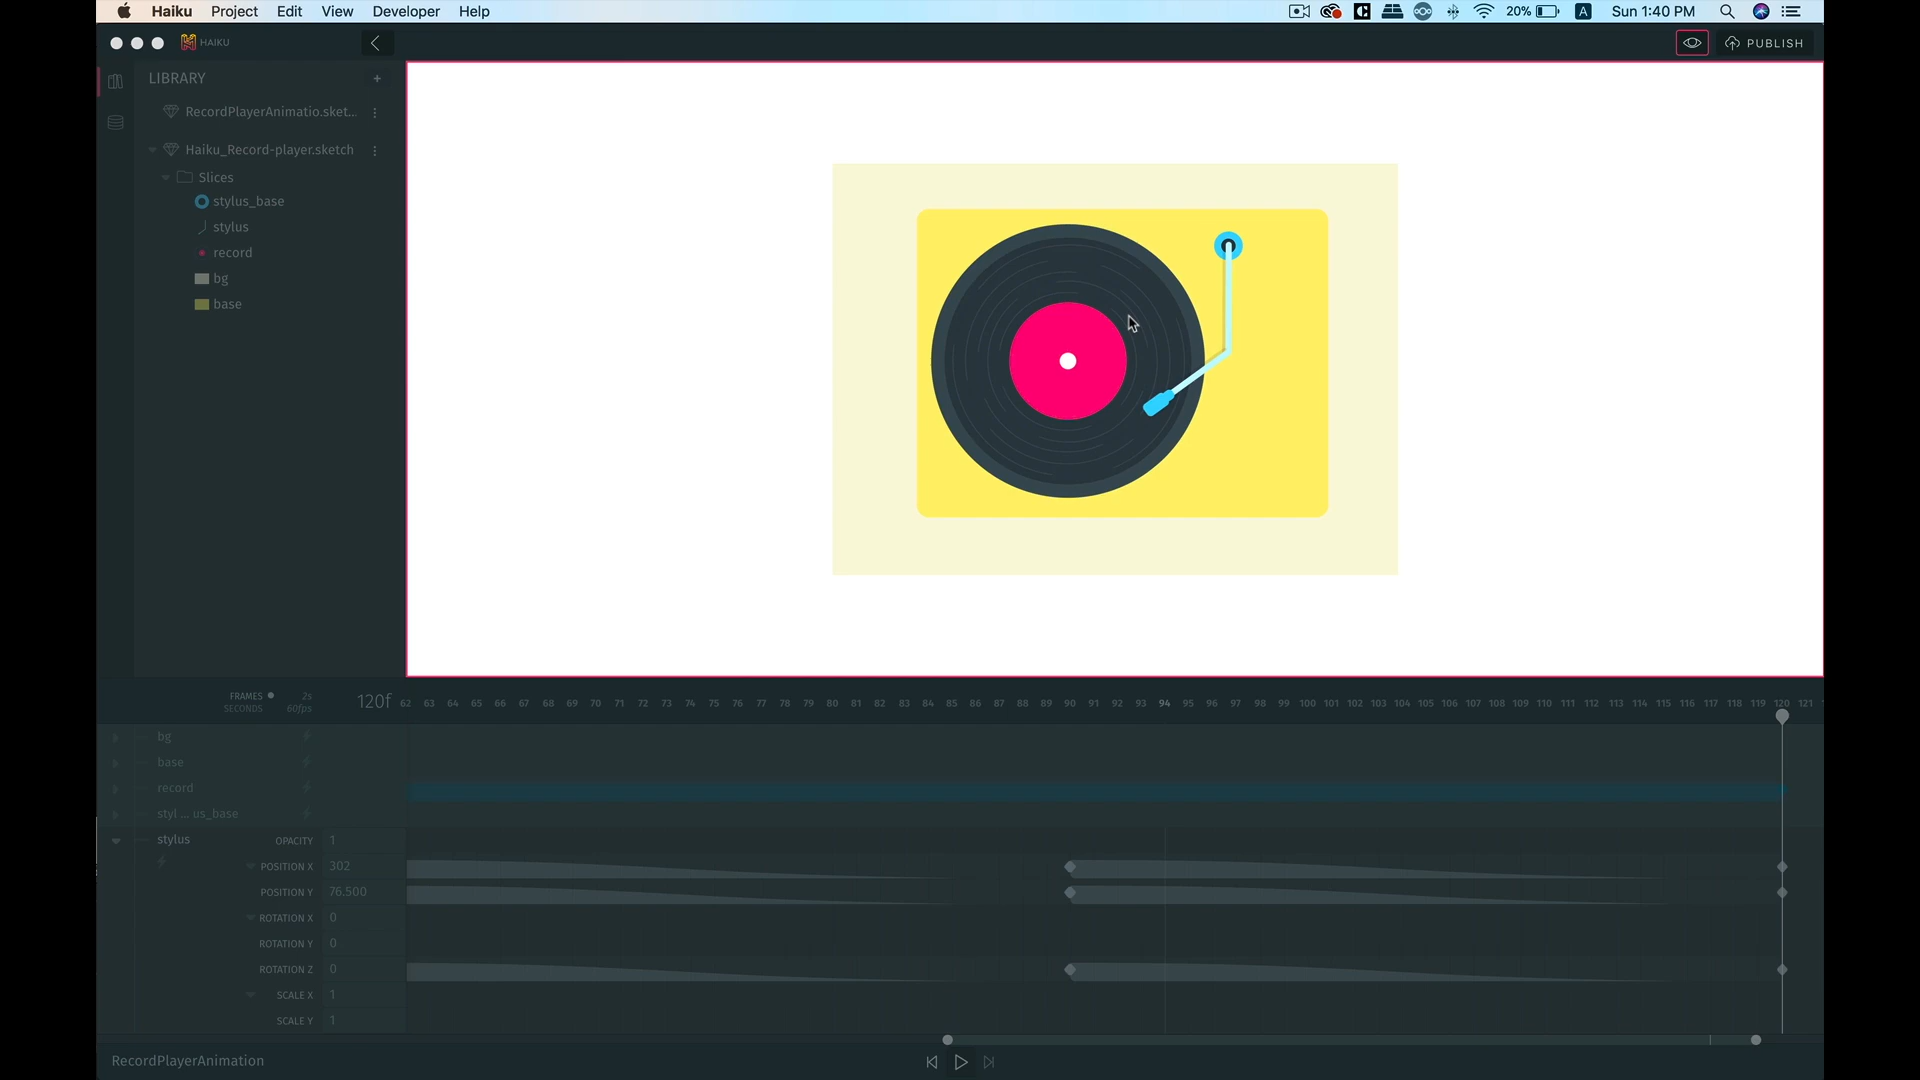 Haiku Project Edit View Developer Help 20% A Sun 1:40 PM
HAIKU PUBLISH
LIBRARY +
RecordPlayerAnimatio.sket...
Haiku_Record-player.sketch
Slices
stylus_base
stylus
record
bg
base
FRAMES 2s 120f 62 63 64 65 66 67 68 69 70 71 72 73 74 75 76 77 78 79 80 81 82 83 84 85 86 87 88 89 90 91 92 93 94 95 96 97 98 99 100 101 102 103 104 105 106 107 108 109 110 111 112 113 114 115 116 117 118 119 120 121
SECONDS 60fps
bg
base
record
styl ... us_base
stylus OPACITY 1
POSITION X 302
POSITION Y 76.500
ROTATION X 0
ROTATION Y 0
ROTATION Z 0
SCALE X 1
SCALE Y 1
RecordPlayerAnimation